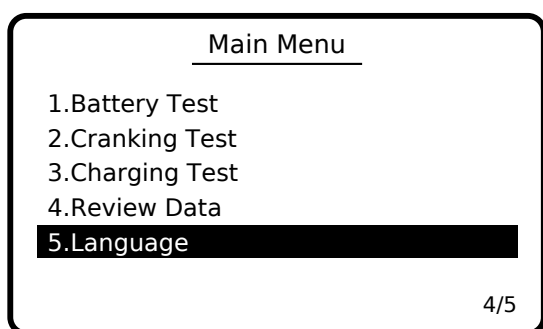 Main Menu
1.Battery Test
2.Cranking Test
3.Charging Test
4.Review Data
5.Language
4/5